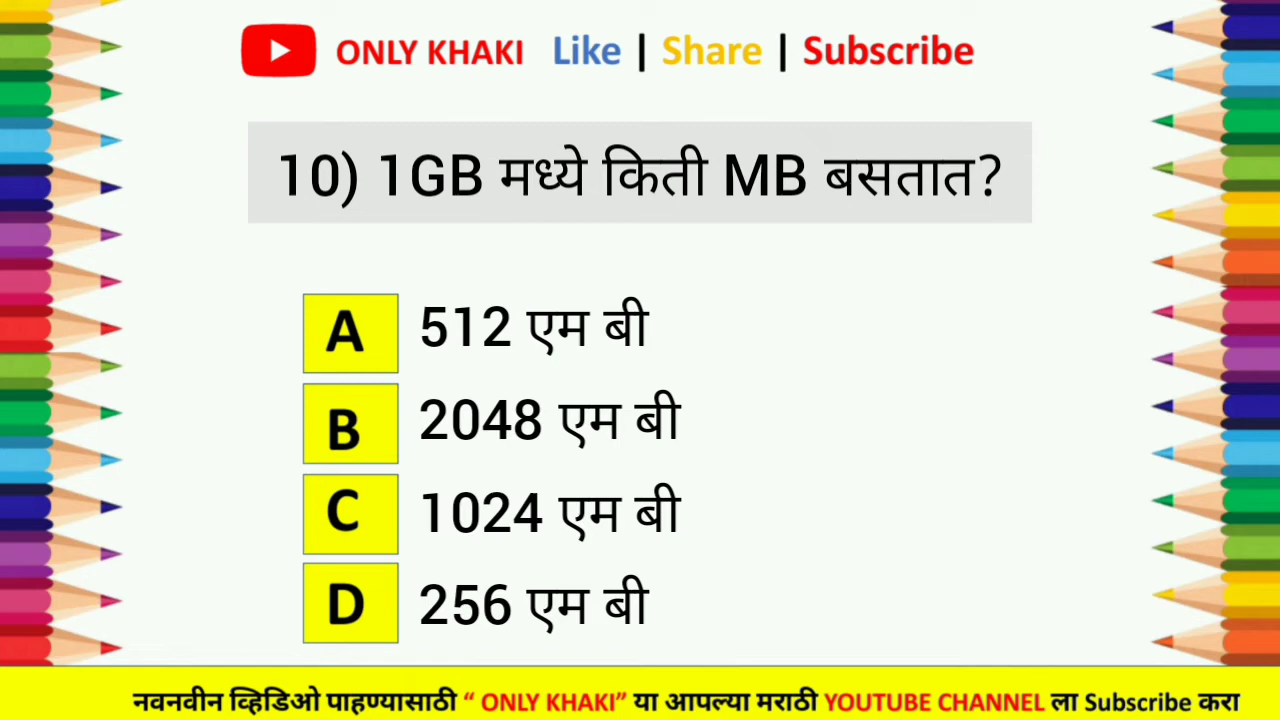 ONLY KHAKI Like | Share | Subscribe
10) 1GB मध्ये किती MB बसतात?
A 512 एम बी
B 2048 एम बी
C 1024 एम बी
D 256 एम बी
नवनवीन व्हिडिओ पाहण्यासाठी “ ONLY KHAKI” या आपल्या मराठी YOUTUBE CHANNEL ला Subscribe करा